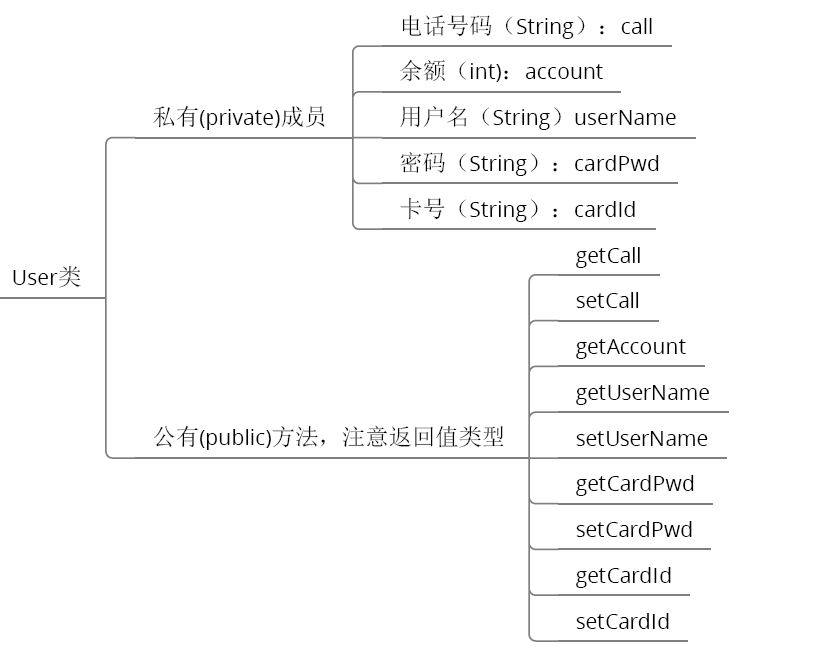 电话号码（String）：call
余额（int)：account
私有(private)成员
用户名（String）userName
密码（String）：cardPwd
卡号（String）：cardId
User类
getCall
setCall
getAccount
getUserName
公有(public)方法，注意返回值类型
setUserName
getCardPwd
setCardPwd
getCardId
setCardId